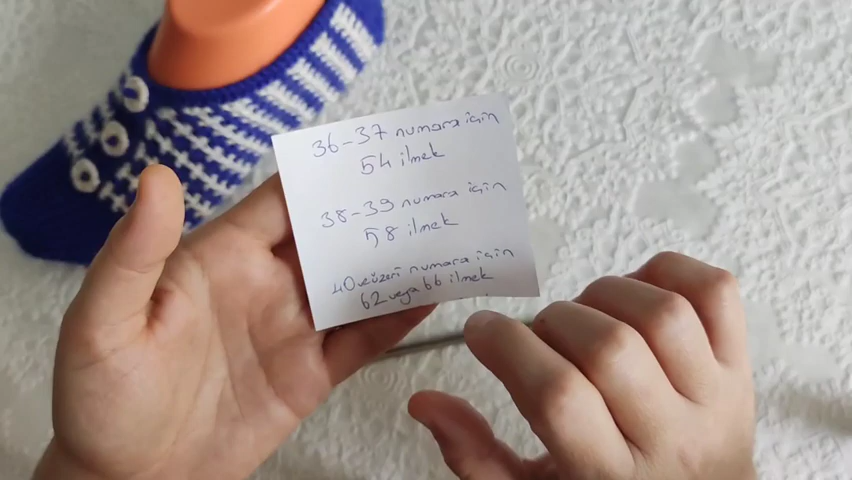 36-37 numara için
54 ilmek
38-39 numara için
58 ilmek
40 ve üzeri numara için
62 veya 66 ilmek